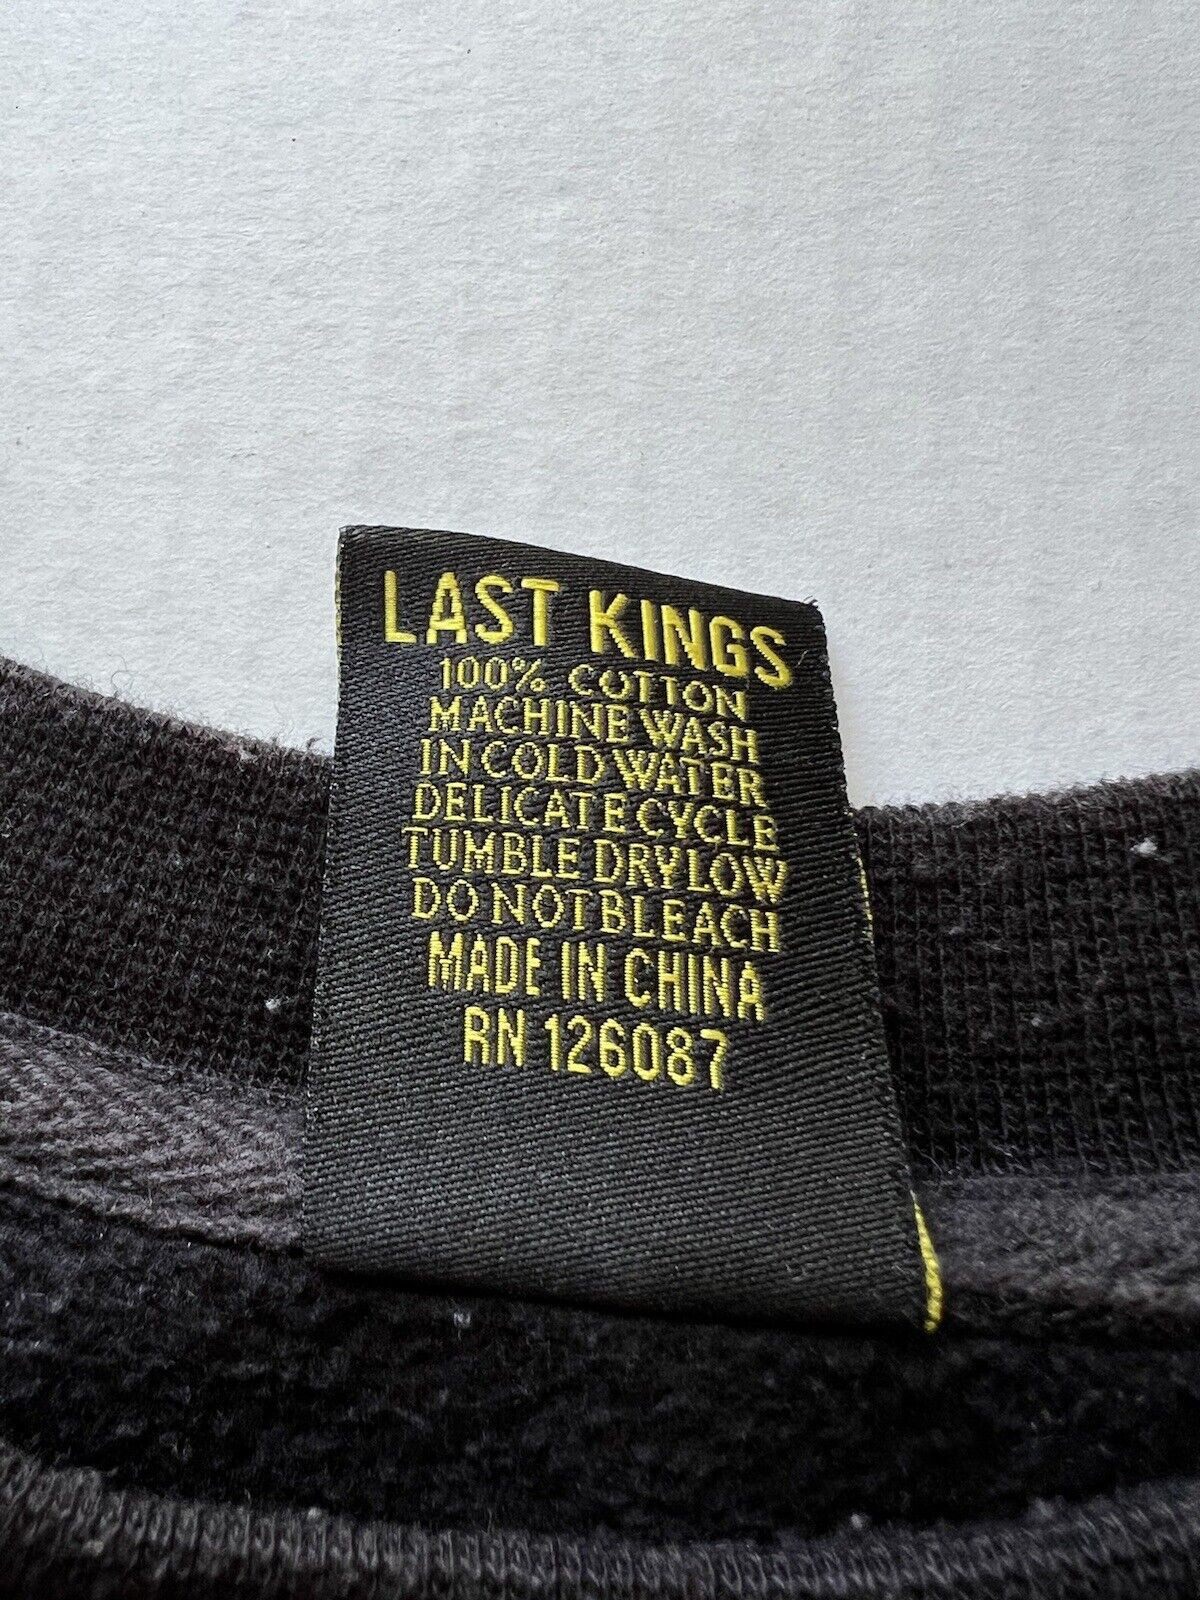 LAST KINGS
100% COTTON
MACHINE WASH
IN COLD WATER
DELICATE CYCLE
TUMBLE DRY LOW
DO NOT BLEACH
MADE IN CHINA
RN 126087